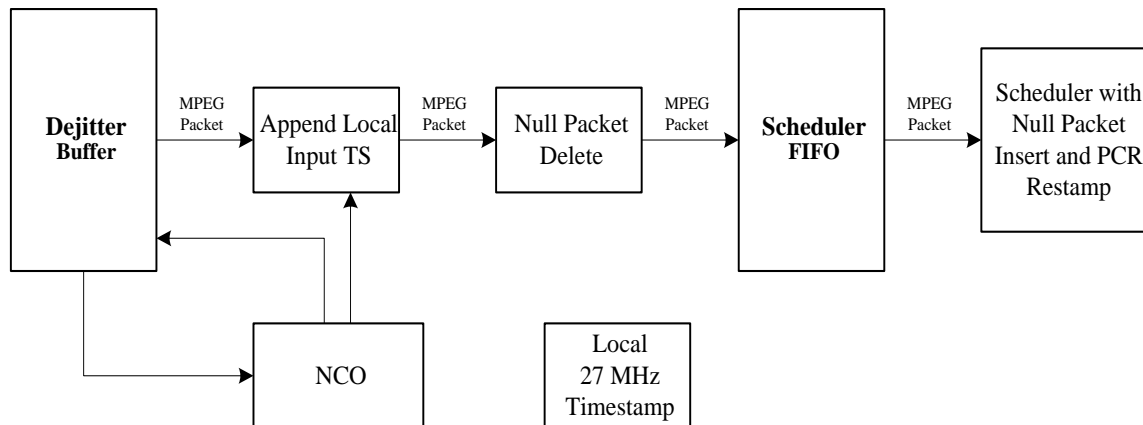 Dejitter
Buffer
MPEG
Packet
Append Local
Input TS
MPEG
Packet
Null Packet
Delete
MPEG
Packet
Scheduler
FIFO
MPEG
Packet
Scheduler with
Null Packet
Insert and PCR
Restamp
NCO
Local
27 MHz
Timestamp